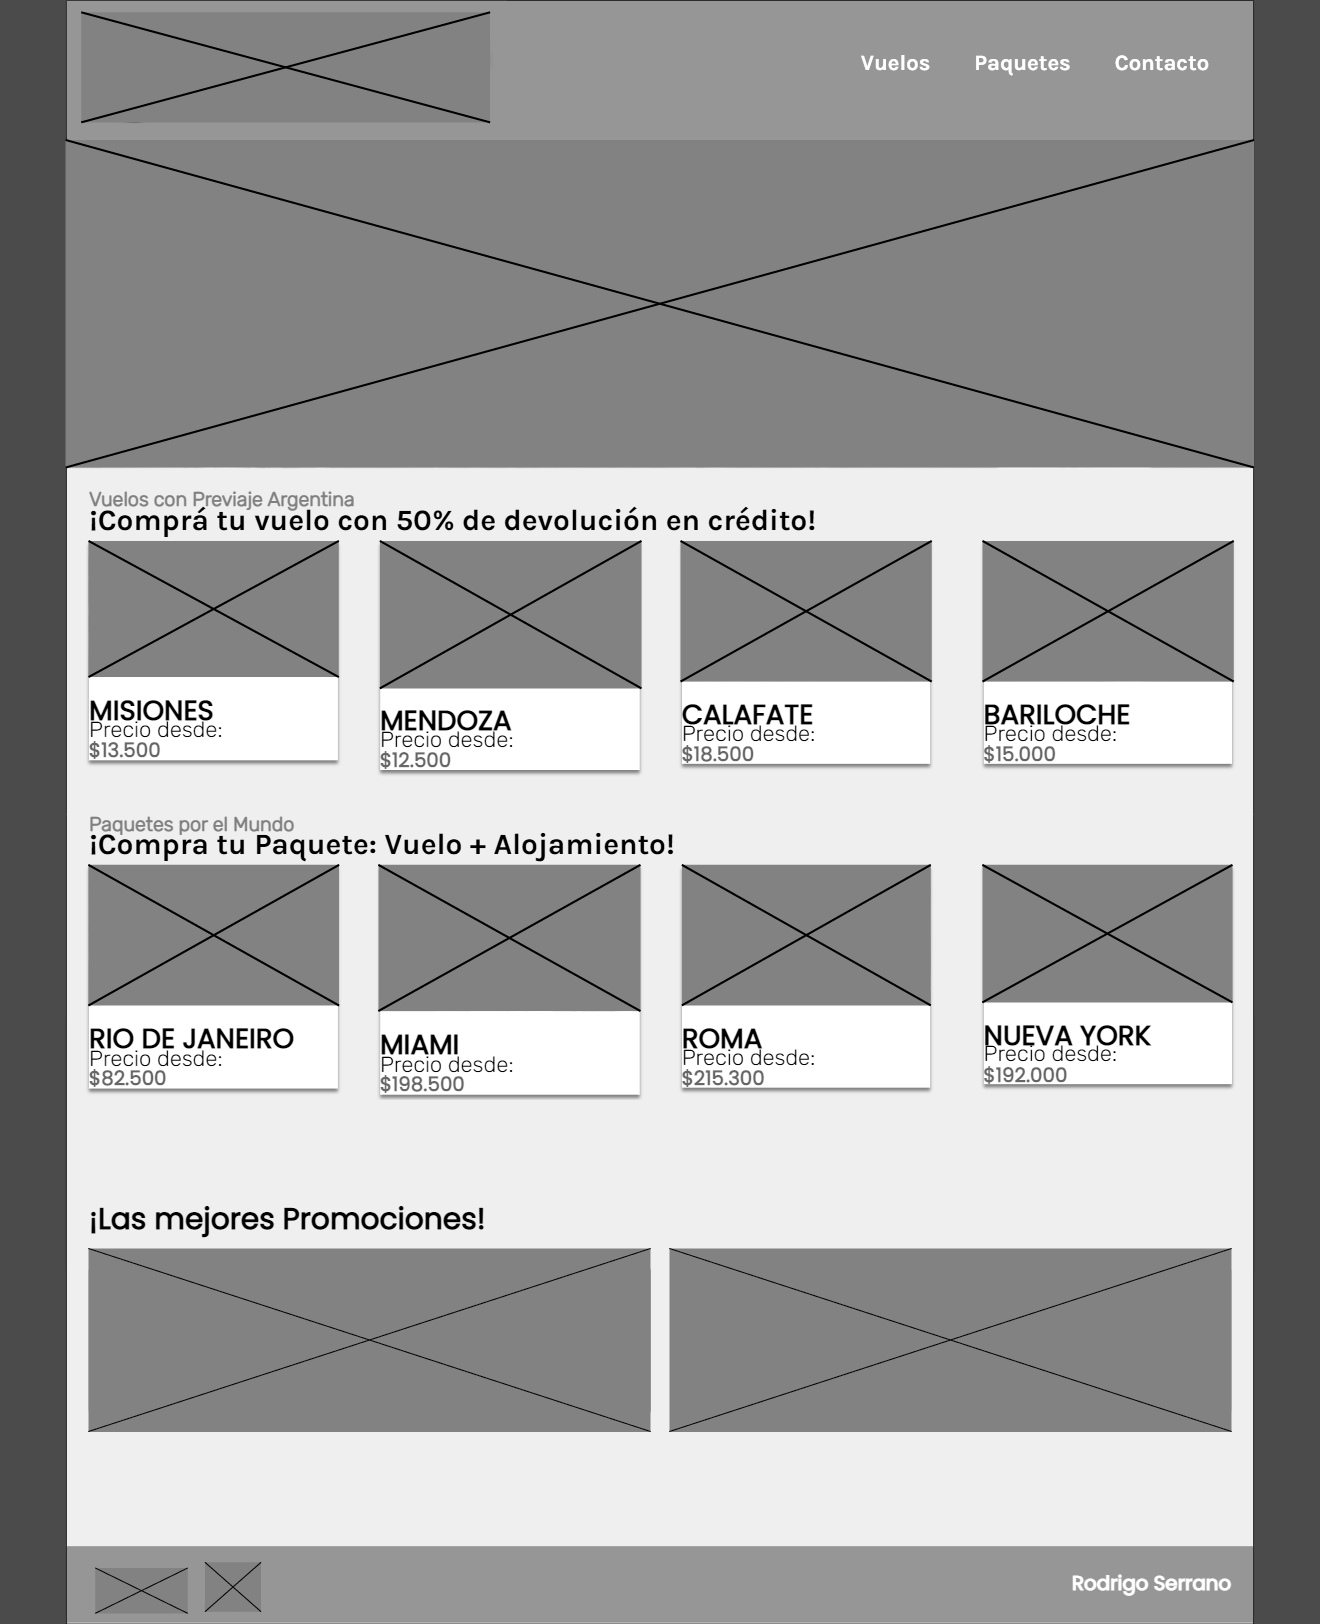 Vuelos Paquetes Contacto
Vuelos con Previaje Argentina
¡Comprá tu vuelo con 50% de devolución en crédito!
MISIONES
Precio desde:
$13.500
MENDOZA
Precio desde:
$12.500
CALAFATE
Precio desde:
$18.500
BARILOCHE
Precio desde:
$15.000
Paquetes por el Mundo
¡Compra tu Paquete: Vuelo + Alojamiento!
RIO DE JANEIRO
Precio desde:
$82.500
MIAMI
Precio desde:
$198.500
ROMA
Precio desde:
$215.300
NUEVA YORK
Precio desde:
$192.000
¡Las mejores Promociones!
Rodrigo Serrano